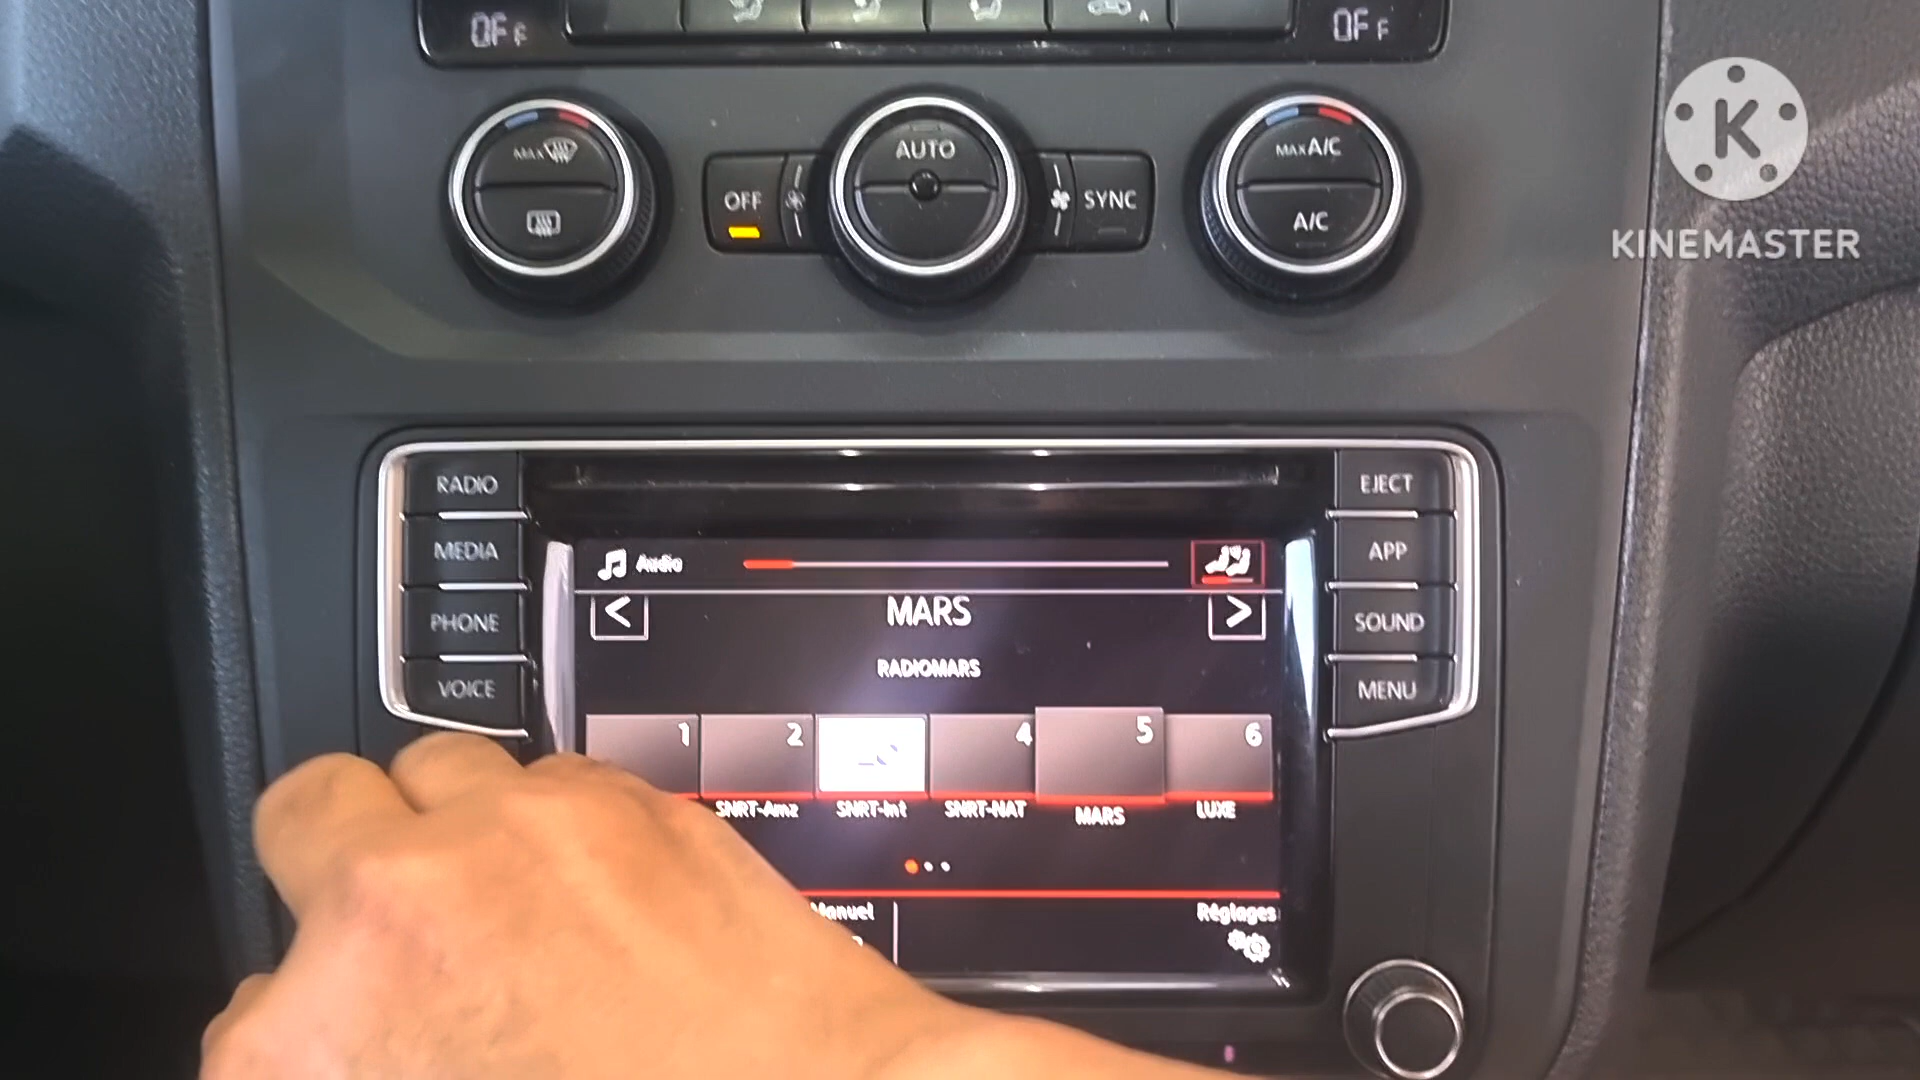 OFF
OFF
MAX
AUTO
MAX A/C
OFF
SYNC
A/C
K
KINEMASTER
RADIO
EJECT
MEDIA
APP
PHONE
SOUND
VOICE
MENU
Audio
< MARS >
RADIOMARS
1 2 4 5 6
SNRT-Amz SNRT-Int SNRT-NAT MARS LUXE
Manuel
Réglages